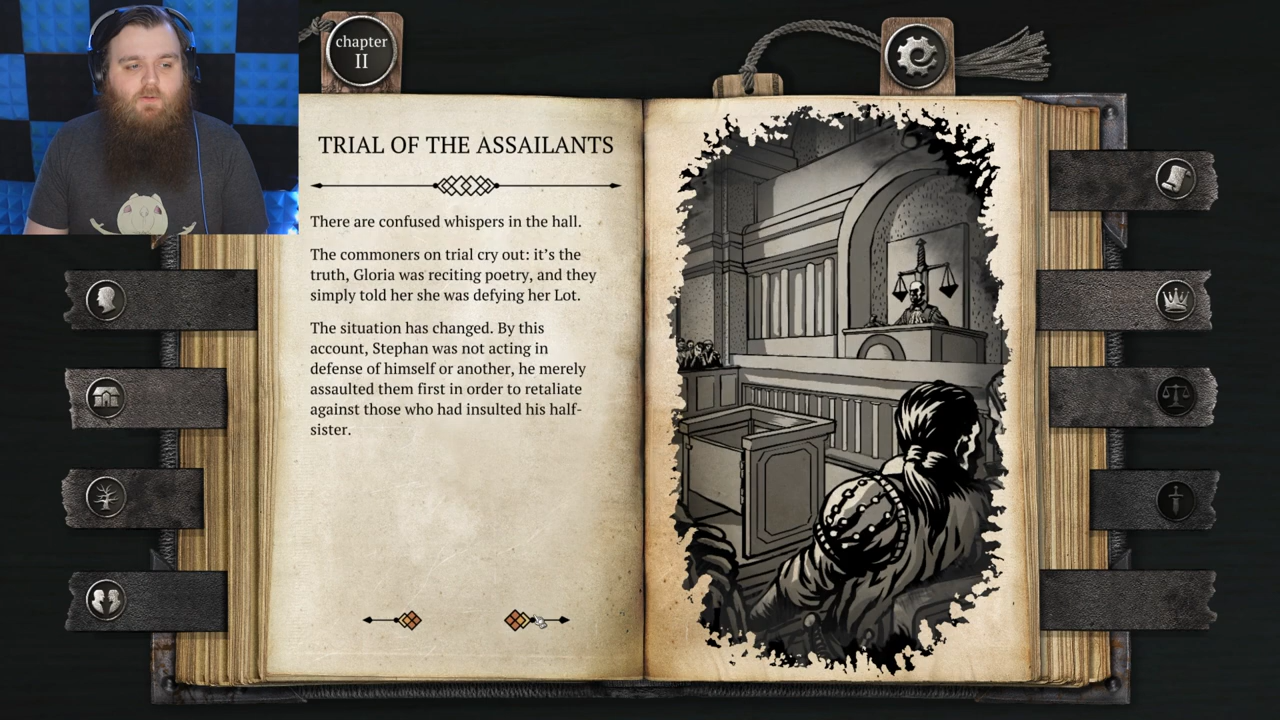 chapter
II
TRIAL OF THE ASSAILANTS
There are confused whispers in the hall.
The commoners on trial cry out: it’s the
truth, Gloria was reciting poetry, and they
simply told her she was defying her Lot.
The situation has changed. By this
account, Stephan was not acting in
defense of himself or another, he merely
assaulted them first in order to retaliate
against those who had insulted his half-
sister.